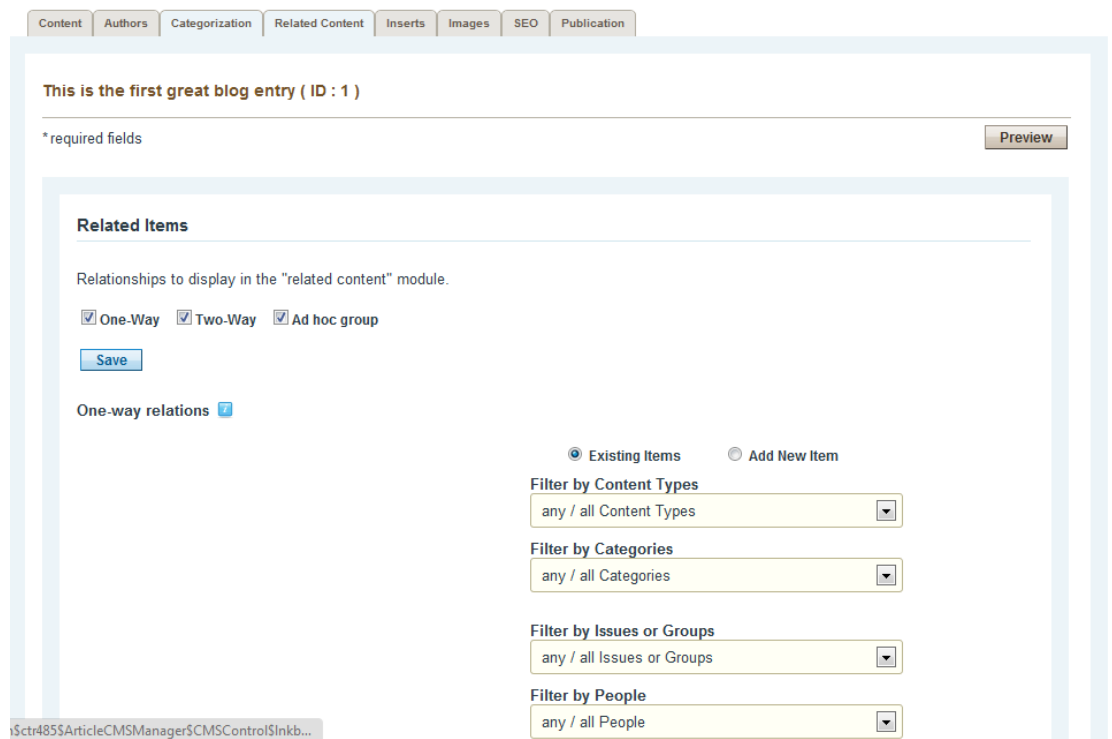 Content Authors Categorization Related Content Inserts Images SEO Publication
This is the first great blog entry ( ID : 1 )
* required fields Preview
Related Items
Relationships to display in the "related content" module.
One-Way Two-Way Ad hoc group
Save
One-way relations
Existing Items Add New Item
Filter by Content Types
any / all Content Types
Filter by Categories
any / all Categories
Filter by Issues or Groups
any / all Issues or Groups
Filter by People
any / all People
$ctr485$ArticleCMSManager$CMSControl$lnkb...